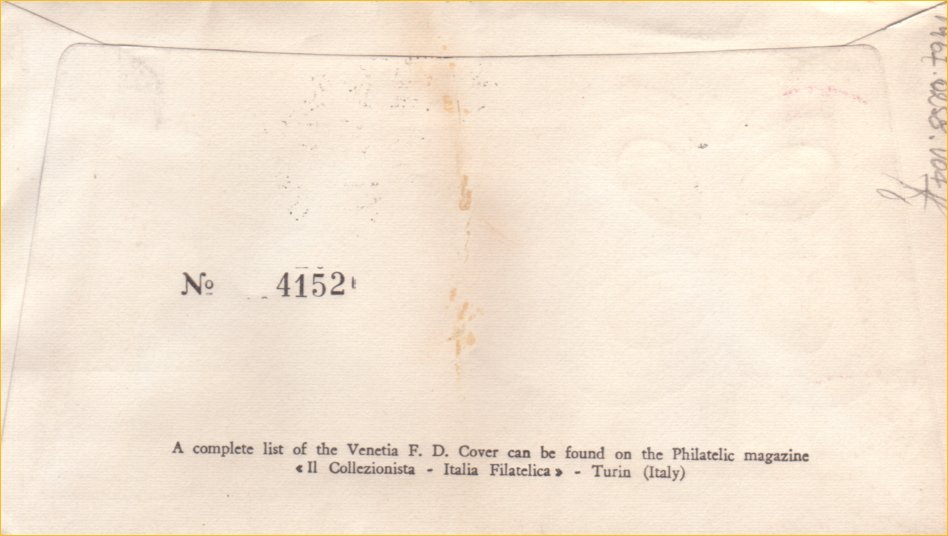 No 4152
A complete list of the Venetia F. D. Cover can be found on the Philatelic magazine
« Il Collezionista - Italia Filatelica » - Turin (Italy)